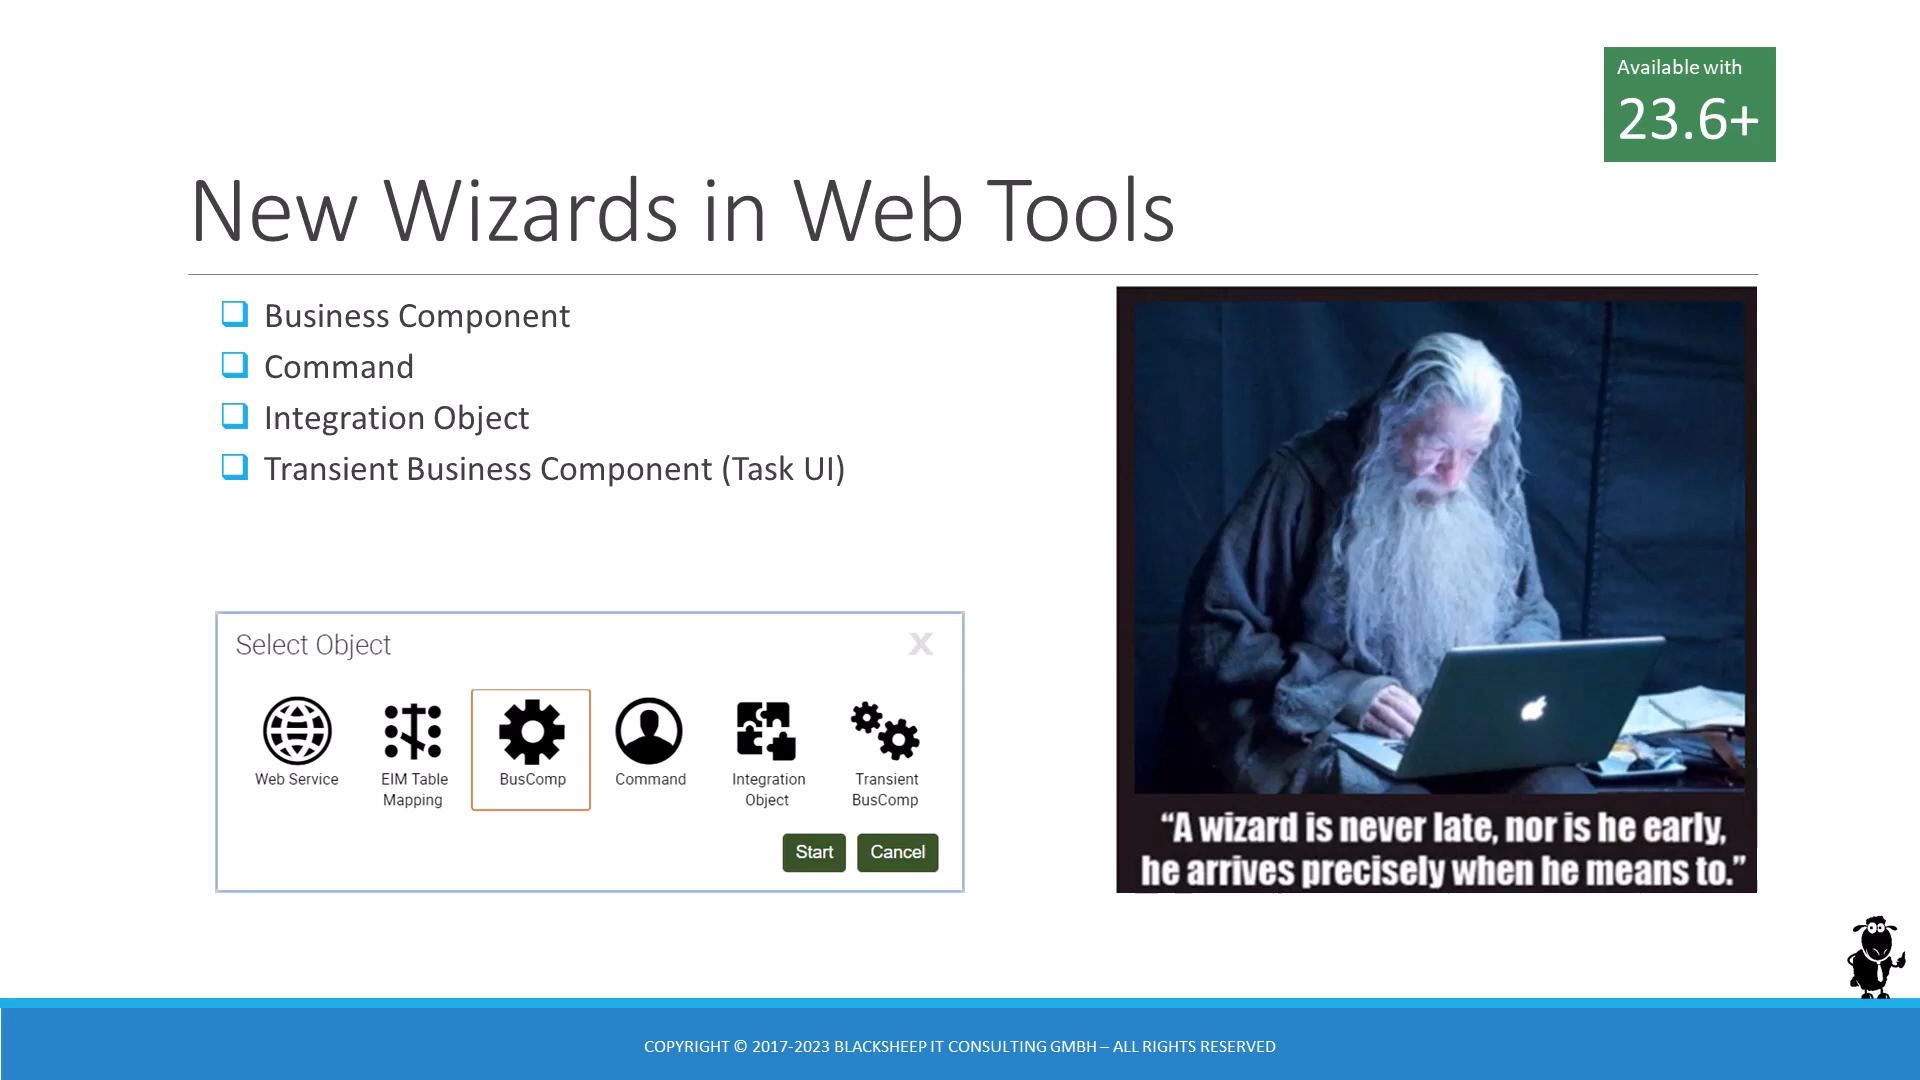 Available with
23.6+
New Wizards in Web Tools
Business Component
Command
Integration Object
Transient Business Component (Task UI)
Select Object
X
Web Service
EIM Table
Mapping
BusComp
Command
Integration
Object
Transient
BusComp
Start
Cancel
“A wizard is never late, nor is he early,
he arrives precisely when he means to.”
COPYRIGHT © 2017-2023 BLACKSHEEP IT CONSULTING GMBH – ALL RIGHTS RESERVED